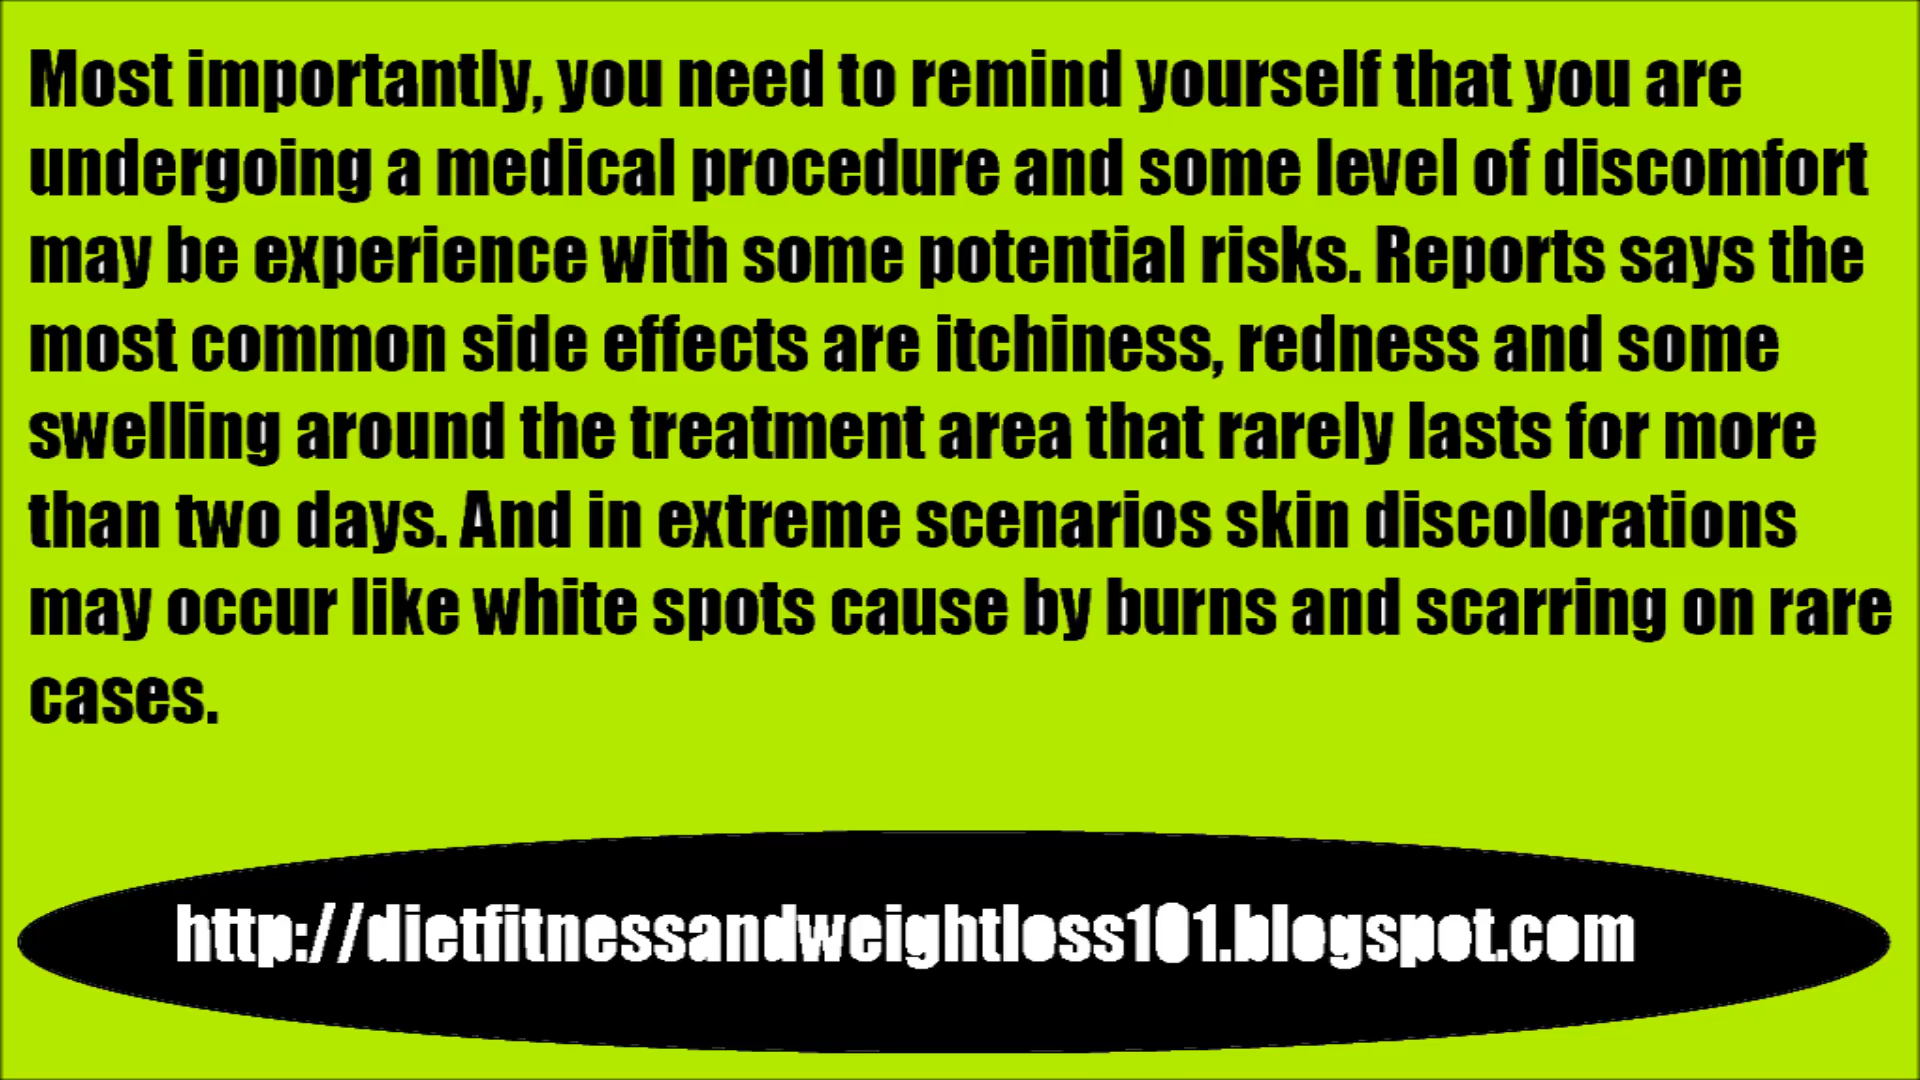 Most importantly, you need to remind yourself that you are
undergoing a medical procedure and some level of discomfort
may be experience with some potential risks. Reports says the
most common side effects are itchiness, redness and some
swelling around the treatment area that rarely lasts for more
than two days. And in extreme scenarios skin discolorations
may occur like white spots cause by burns and scarring on rare
cases.
http://dietfitnessandweightloss101.blogspot.com